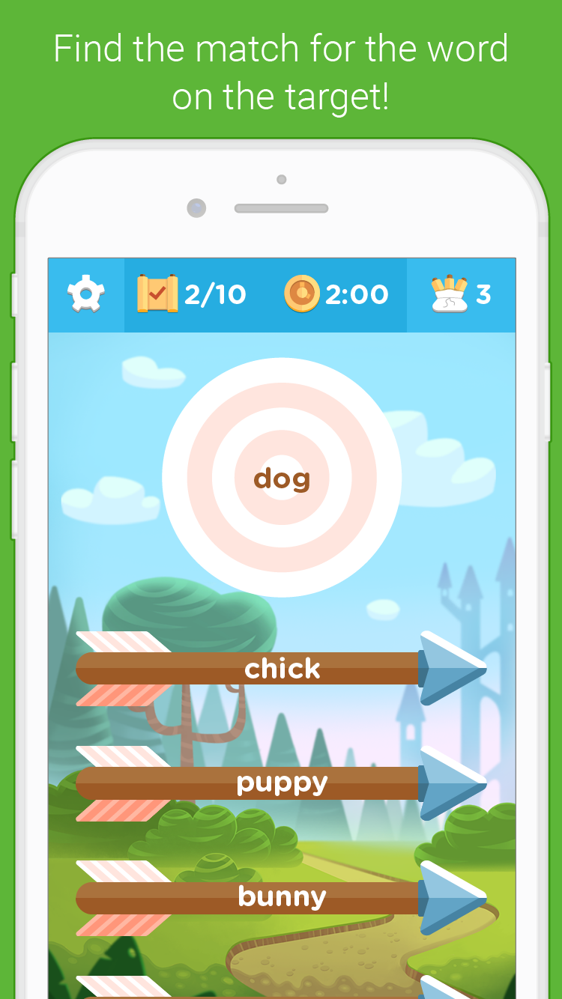 Find the match for the word
on the target!
2/10 2:00 3
dog
chick
puppy
bunny